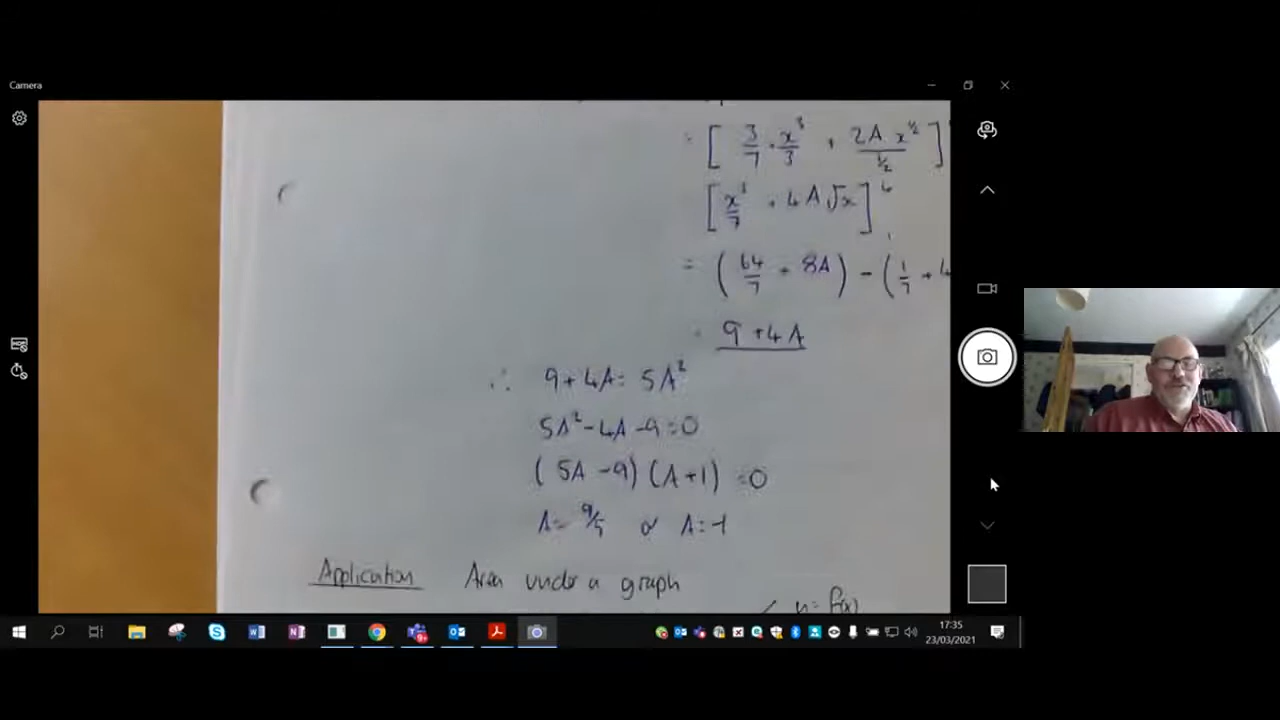 Camera
= [ 3/7 · x³/3 + 2A x^½ / ½ ]
[ x³/7 + 4A√x ]⁴₁
= ( 64/7 + 8A ) - ( 1/7 + 4
= 9 + 4A
∴ 9 + 4A = 5A²
5A² - 4A - 9 = 0
( 5A - 9 ) ( A + 1 ) = 0
A = 9/5 or A = -1
Application Area under a graph
y = f(x)
17:35
23/03/2021